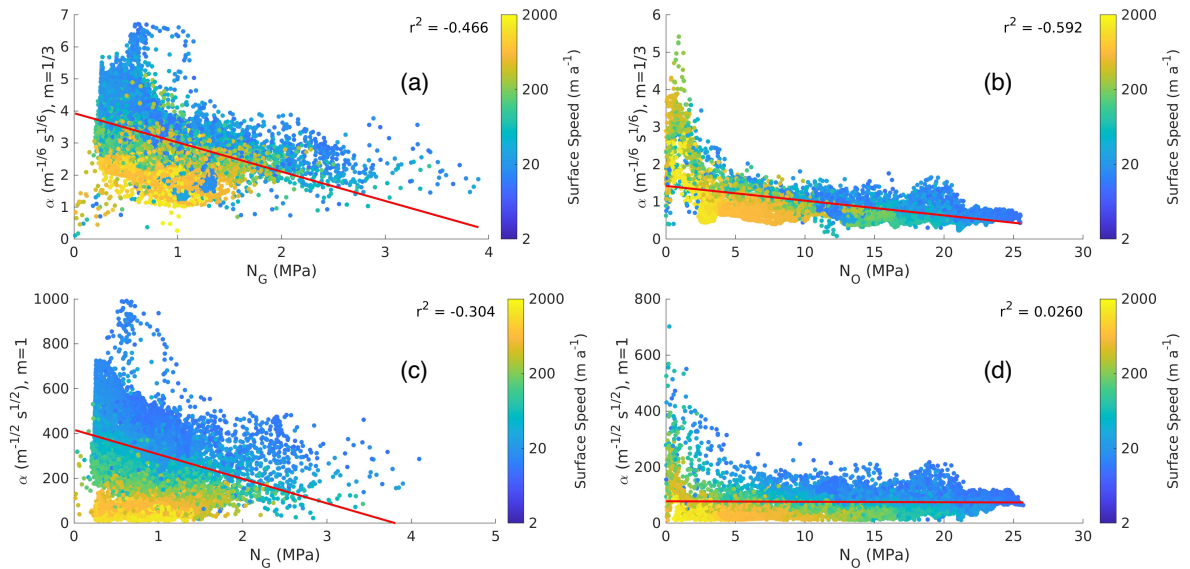 r² = -0.466
(a)
α (m^-1/6 s^1/6), m=1/3
7
6
5
4
3
2
1
0
0 1 2 3 4
N_G (MPa)
2000
200
20
2
Surface Speed (m a^-1)
r² = -0.592
(b)
α (m^-1/6 s^1/6), m=1/3
6
5
4
3
2
1
0
0 5 10 15 20 25 30
N_O (MPa)
2000
200
20
2
Surface Speed (m a^-1)
r² = -0.304
(c)
α (m^-1/2 s^1/2), m=1
1000
800
600
400
200
0
0 1 2 3 4 5
N_G (MPa)
2000
200
20
2
Surface Speed (m a^-1)
r² = 0.0260
(d)
α (m^-1/2 s^1/2), m=1
800
600
400
200
0
0 5 10 15 20 25 30
N_O (MPa)
2000
200
20
2
Surface Speed (m a^-1)